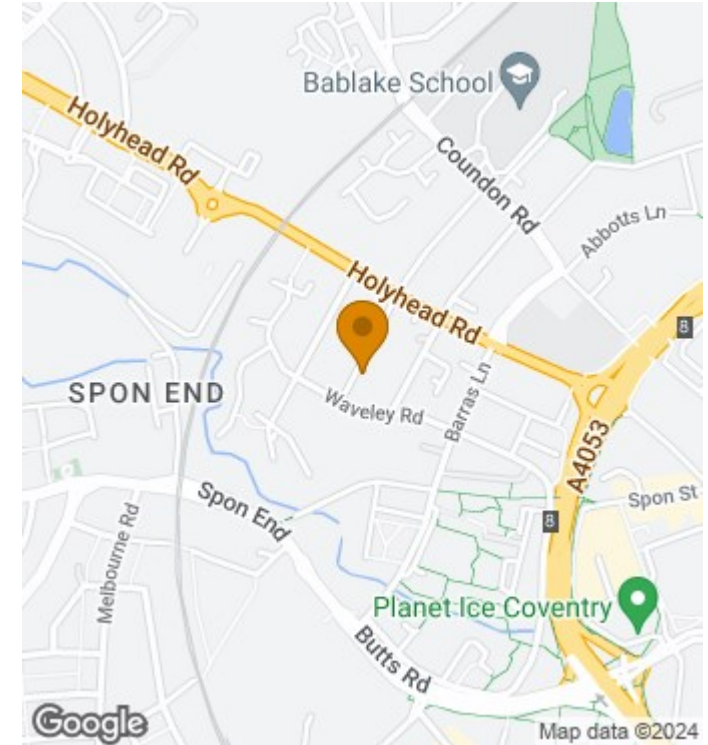 Bablake School
Holyhead Rd
Coundon Rd
Abbotts Ln
Holyhead Rd
8
SPON END
Waveley Rd
Barras Ln
A4053
Spon St
Spon End
8
Melbourne Rd
Planet Ice Coventry
Butts Rd
Google
Map data ©2024